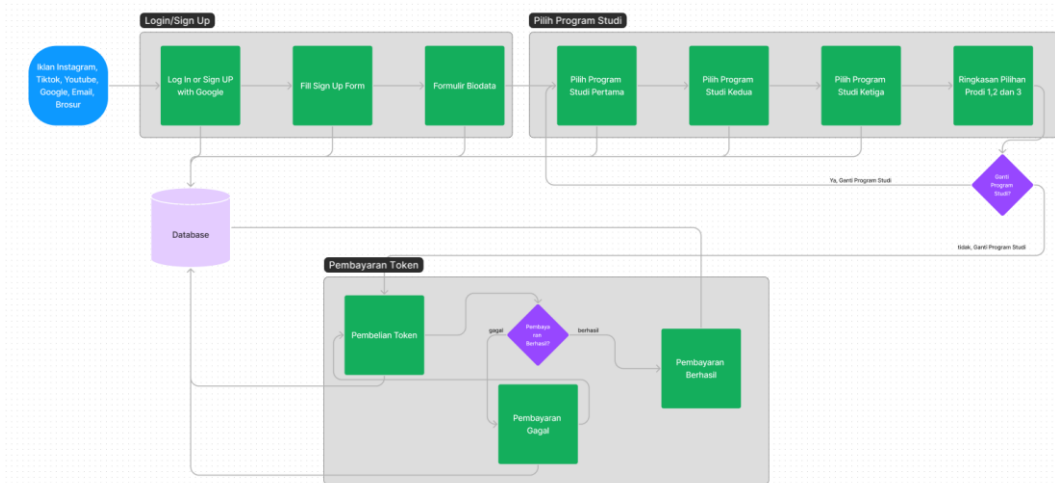 Login/Sign Up
Pilih Program Studi
Iklan Instagram,
Tiktok, Youtube,
Google, Email,
Brosur
Log In or Sign UP
with Google
Fill Sign Up Form
Formulir Biodata
Pilih Program
Studi Pertama
Pilih Program
Studi Kedua
Pilih Program
Studi Ketiga
Ringkasan Pilihan
Prodi 1,2 dan 3
Ganti
Program
Studi?
Ya, Ganti Program Studi
tidak, Ganti Program Studi
Database
Pembayaran Token
Pembelian Token
Pembaya
ran
Berhasil?
gagal
berhasil
Pembayaran
Berhasil
Pembayaran
Gagal